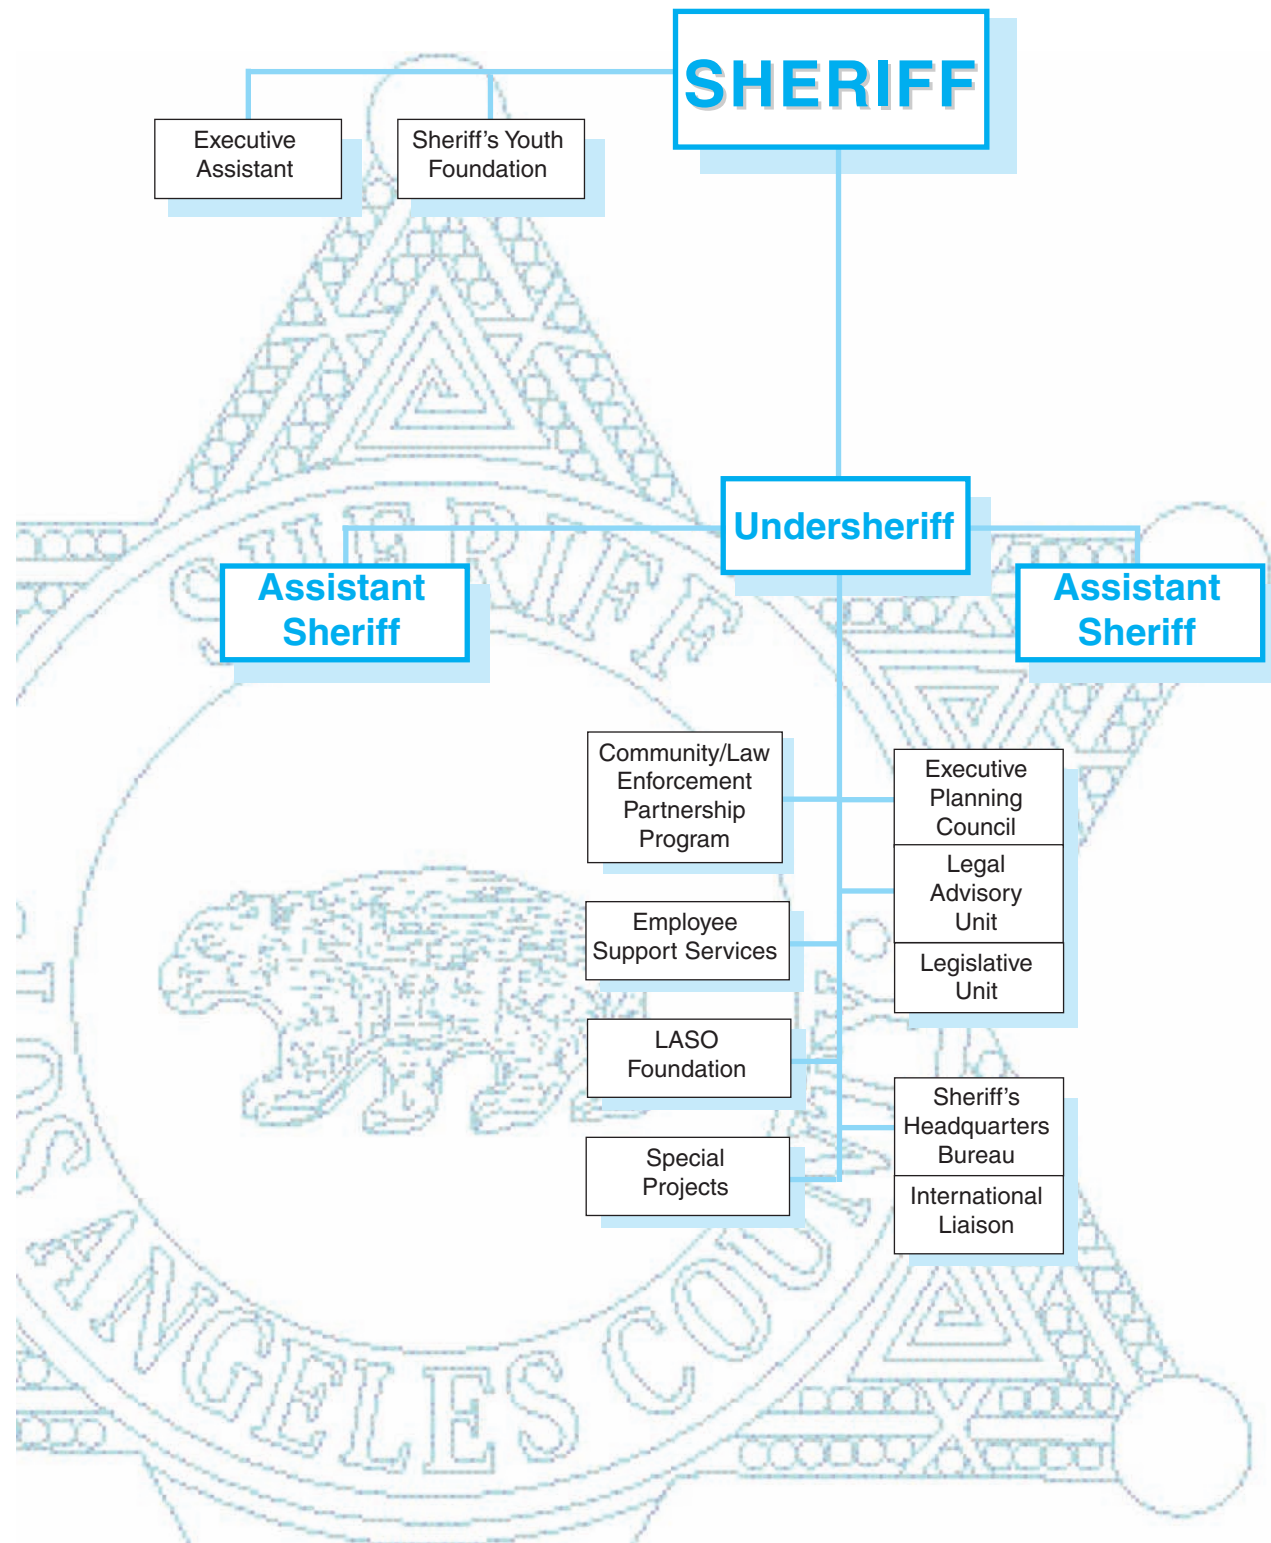 SHERIFF
Executive
Assistant
Sheriff’s Youth
Foundation
Undersheriff
Assistant
Sheriff
Assistant
Sheriff
Community/Law
Enforcement
Partnership
Program
Executive
Planning
Council
Legal
Advisory
Unit
Employee
Support Services
Legislative
Unit
LASO
Foundation
Sheriff’s
Headquarters
Bureau
Special
Projects
International
Liaison
SHERIFF
ANGELES COUNTY